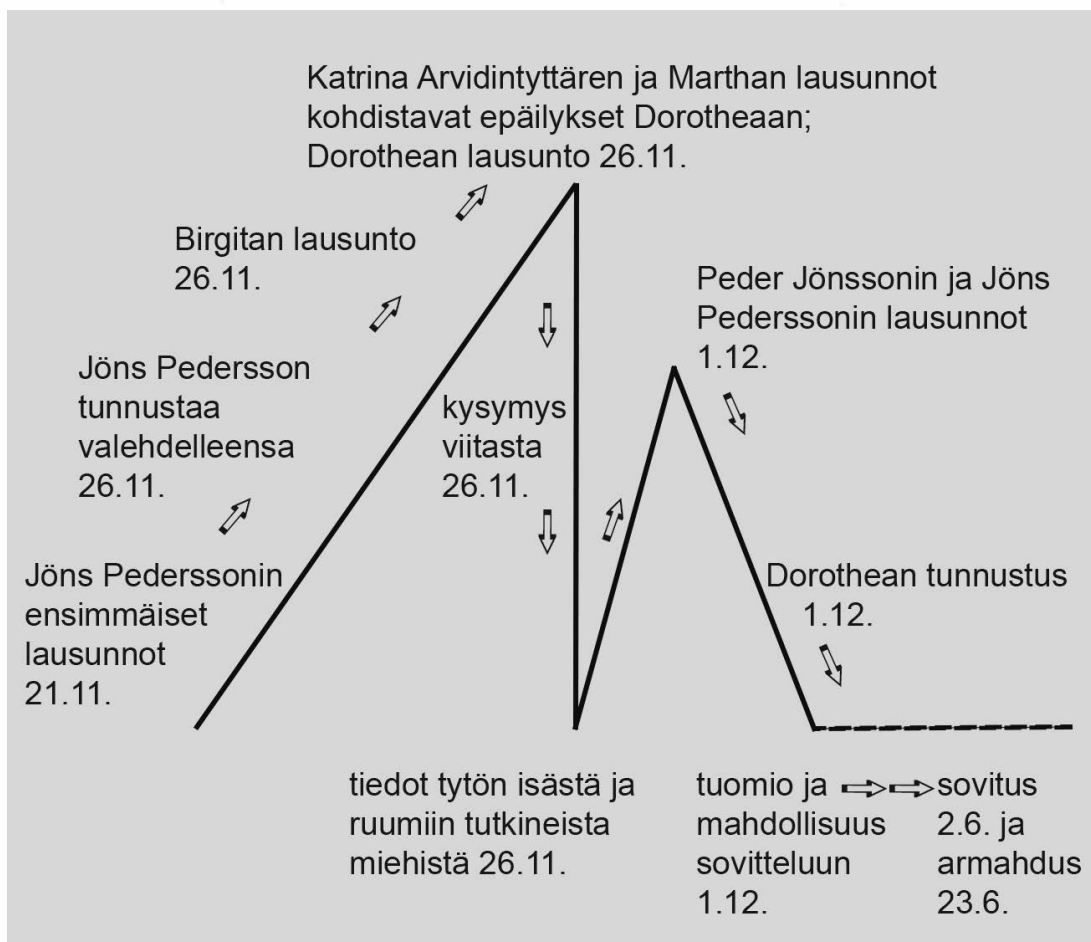 Katrina Arvidintyttären ja Marthan lausunnot
kohdistavat epäilykset Dorotheaan;
Dorothean lausunto 26.11.
Birgitan lausunto
26.11.
Jöns Pedersson
tunnustaa
valehdelleensa
26.11.
Jöns Pederssonin
ensimmäiset
lausunnot
21.11.
kysymys
viitasta
26.11.
Peder Jönssonin ja Jöns
Pederssonin lausunnot
1.12.
Dorothean tunnustus
1.12.
tiedot tytön isästä ja
ruumiin tutkineista
miehistä 26.11.
tuomio ja
mahdollisuus
sovitteluun
1.12.
sovitus
2.6. ja
armahdus
23.6.